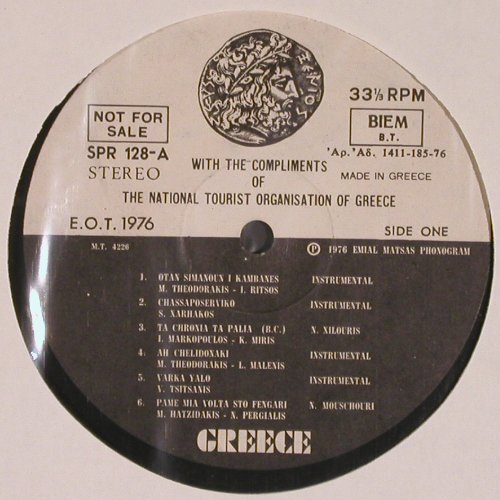 ΞΕΝΙΟΣ
33⅓ RPM
NOT FOR
SALE
BIEM
B.T.
SPR 128-A
'Αρ.'Αδ. 1411-185-76
STEREO
WITH THE COMPLIMENTS
OF
THE NATIONAL TOURIST ORGANISATION OF GREECE
MADE IN GREECE
E.O.T. 1976
SIDE ONE
M.T. 4226
Ⓟ 1976 EMIAL MATSAS PHONOGRAM
1. OTAN SIMANOUN I KAMBANES INSTRUMENTAL
M. THEODORAKIS - I. RITSOS
2. CHASSAPOSERVIKO INSTRUMENTAL
S. XARHAKOS
3. TA CHRONIA TA PALIA (B.C.) N. XILOURIS
I. MARKOPOULOS - K. MIRIS
4. AH CHELIDONAKI INSTRUMENTAL
M. THEODORAKIS - L. MALENIS
5. VARKA YALO INSTRUMENTAL
V. TSITSANIS
6. PAME MIA VOLTA STO FENGARI N. MOUSCHOURI
M. HATZIDAKIS - N. PERGIALIS
GREECE